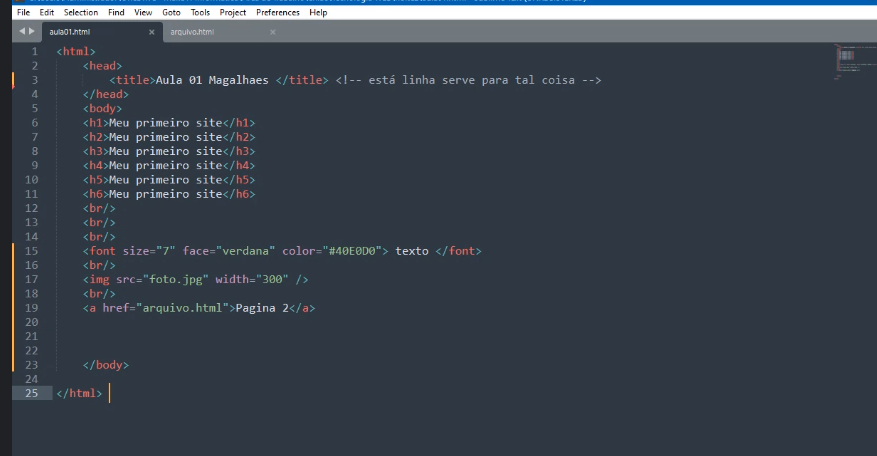 File Edit Selection Find View Goto Tools Project Preferences Help
aula01.html × arquivo.html ×
1 <html>
2 <head>
3 <title>Aula 01 Magalhaes </title> <!-- está linha serve para tal coisa -->
4 </head>
5 <body>
6 <h1>Meu primeiro site</h1>
7 <h2>Meu primeiro site</h2>
8 <h3>Meu primeiro site</h3>
9 <h4>Meu primeiro site</h4>
10 <h5>Meu primeiro site</h5>
11 <h6>Meu primeiro site</h6>
12 <br/>
13 <br/>
14 <br/>
15 <font size="7" face="verdana" color="#40E0D0"> texto </font>
16 <br/>
17 <img src="foto.jpg" width="300" />
18 <br/>
19 <a href="arquivo.html">Pagina 2</a>
20
21
22
23 </body>
24
25 </html>